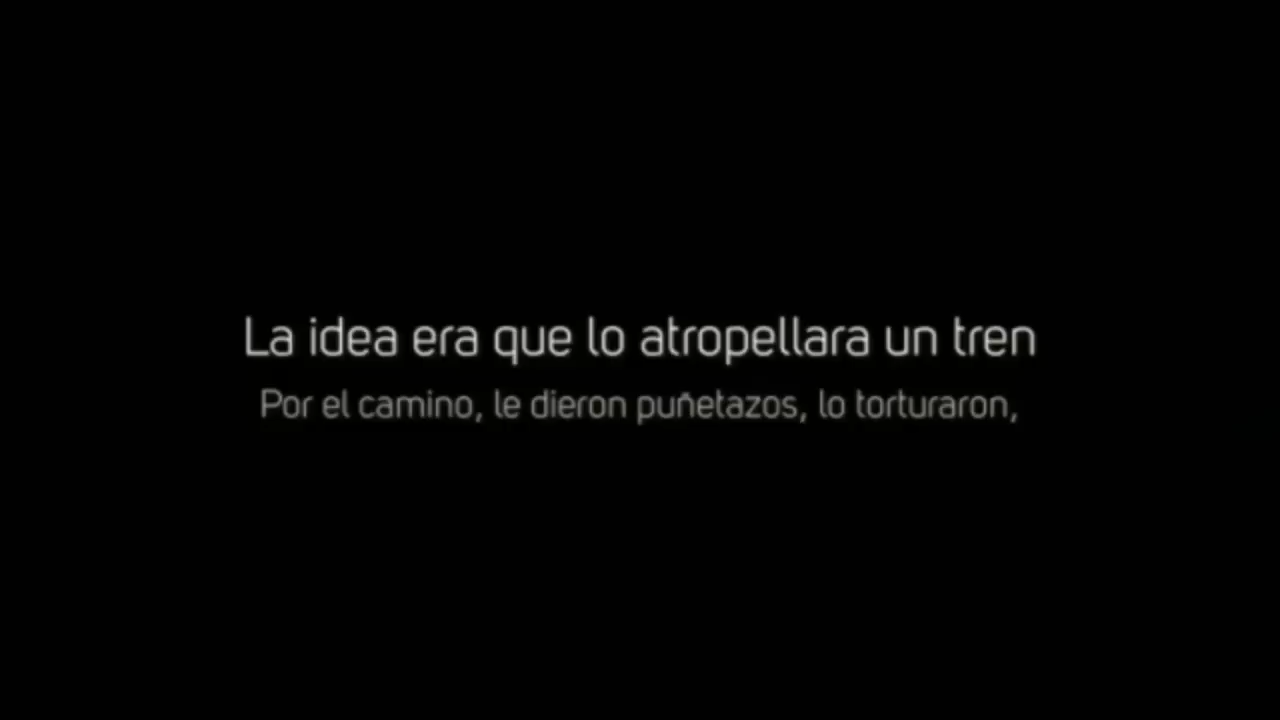 La idea era que lo atropellara un tren
Por el camino, le dieron puñetazos, lo torturaron,